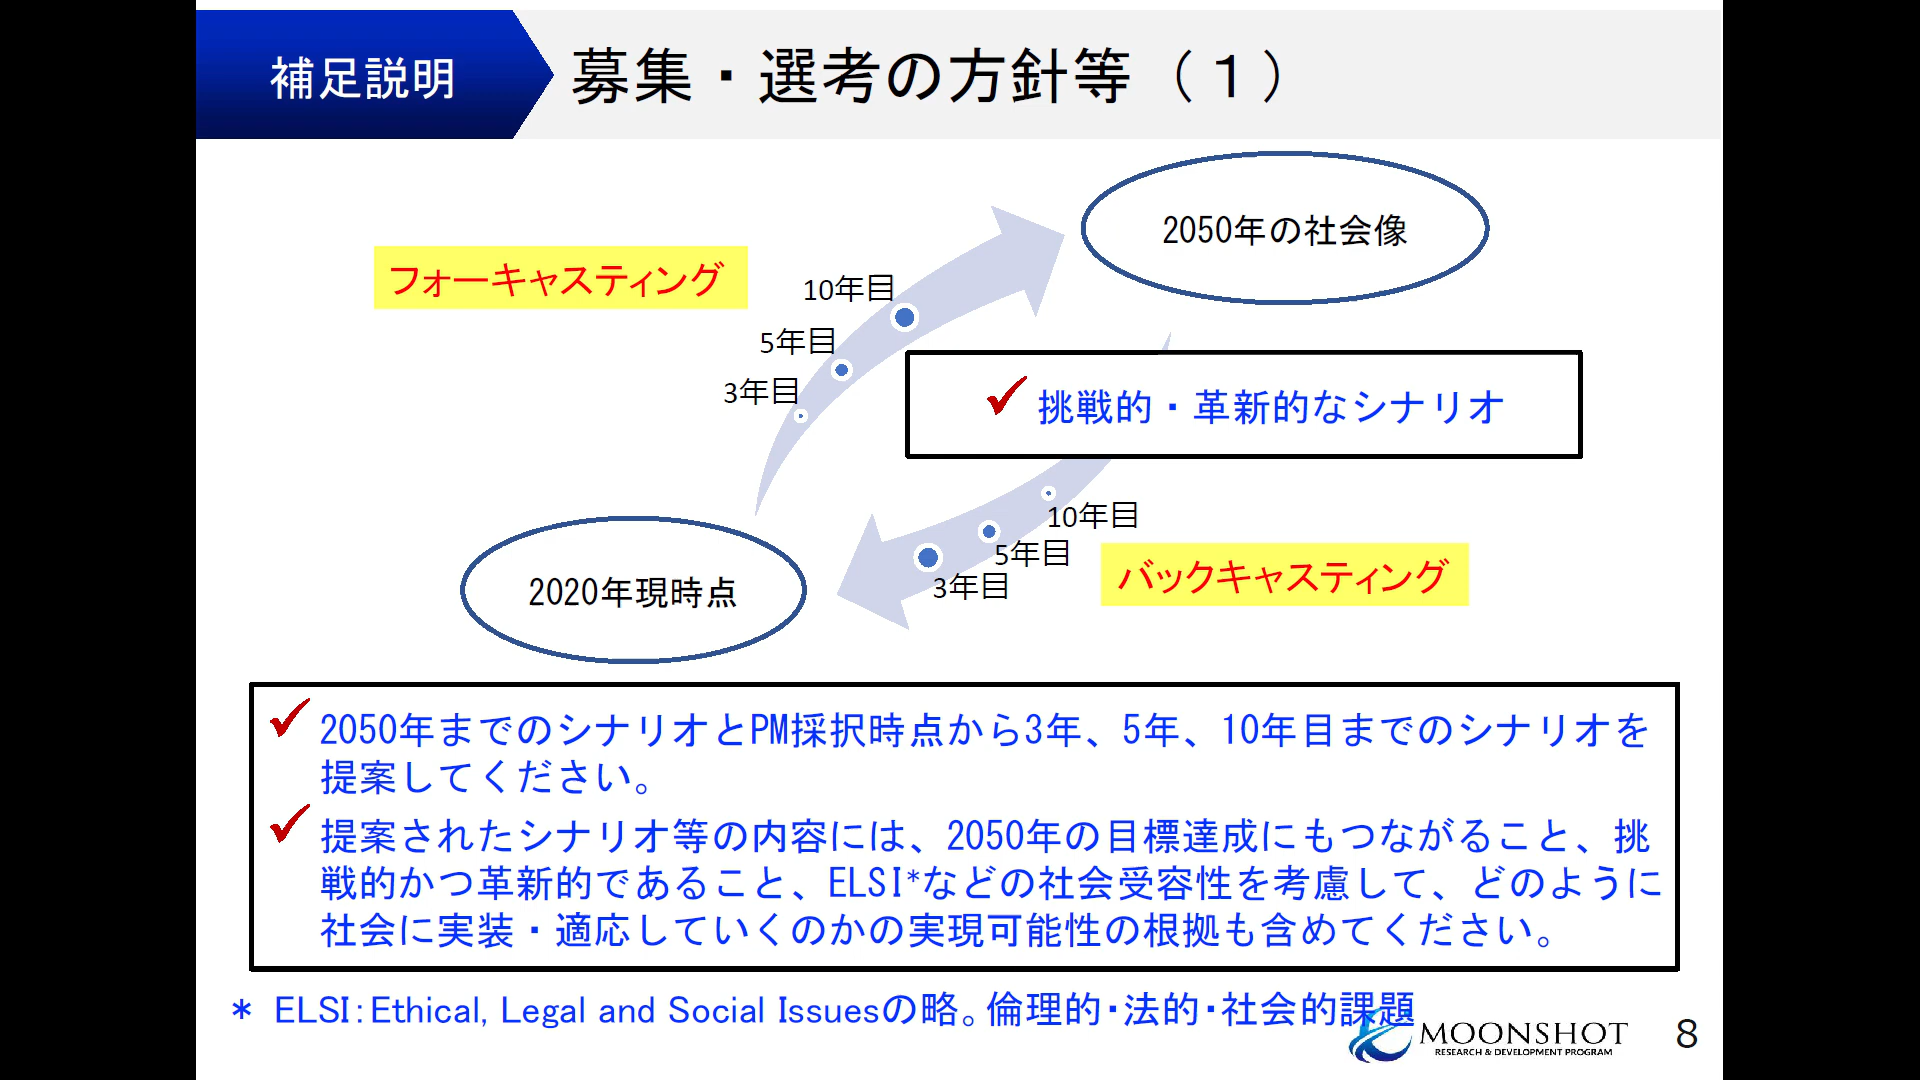 補足説明
募集・選考の方針等（１）
2050年の社会像
フォーキャスティング
10年目
5年目
3年目
挑戦的・革新的なシナリオ
10年目
5年目
3年目
バックキャスティング
2020年現時点
2050年までのシナリオとPM採択時点から3年、5年、10年目までのシナリオを
提案してください。
提案されたシナリオ等の内容には、2050年の目標達成にもつながること、挑
戦的かつ革新的であること、ELSI*などの社会受容性を考慮して、どのように
社会に実装・適応していくのかの実現可能性の根拠も含めてください。
* ELSI：Ethical, Legal and Social Issuesの略。倫理的・法的・社会的課題
MOONSHOT
RESEARCH & DEVELOPMENT PROGRAM
8